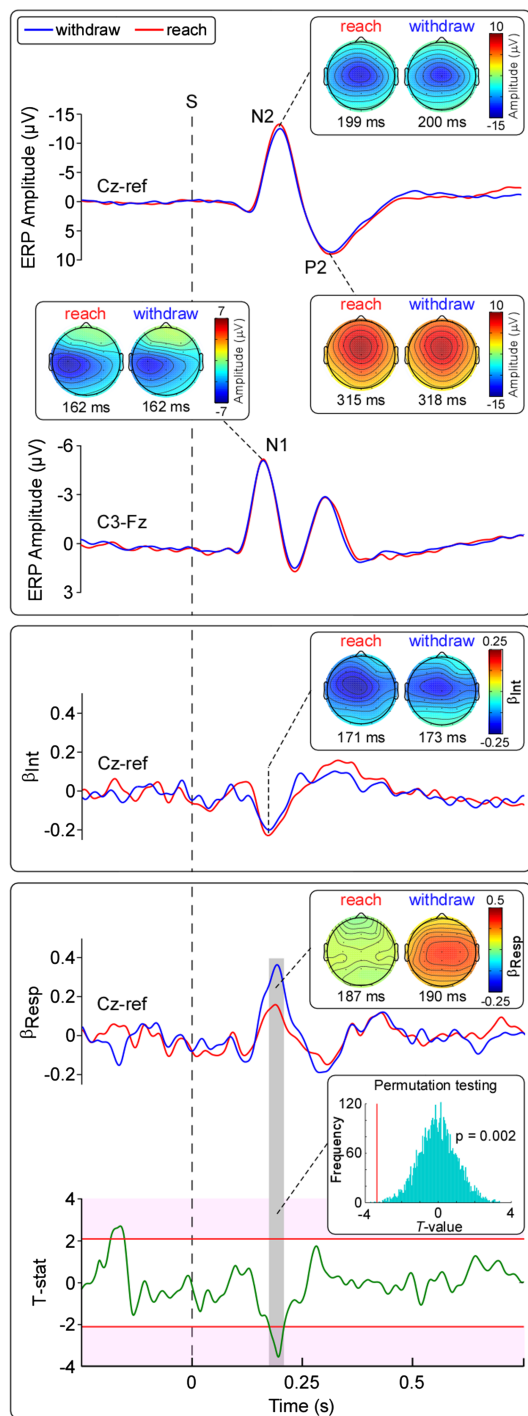 withdraw reach
S
-15
-10
-5
0
5
10
ERP Amplitude (µV)
Cz-ref
N2
P2
reach withdraw
199 ms 200 ms
10
-15
Amplitude (µV)
reach withdraw
162 ms 162 ms
7
-7
Amplitude (µV)
reach withdraw
315 ms 318 ms
10
-15
Amplitude (µV)
-6
-3
0
3
ERP Amplitude (µV)
C3-Fz
N1
0.4
0.2
0
-0.2
βInt
Cz-ref
reach withdraw
171 ms 173 ms
0.25
-0.25
βInt
0.4
0.2
0
-0.2
βResp
Cz-ref
reach withdraw
187 ms 190 ms
0.5
-0.25
βResp
Permutation testing
120
60
0
Frequency
p = 0.002
-4 0 4
T-value
4
2
0
-2
-4
T-stat
0 0.25 0.5
Time (s)